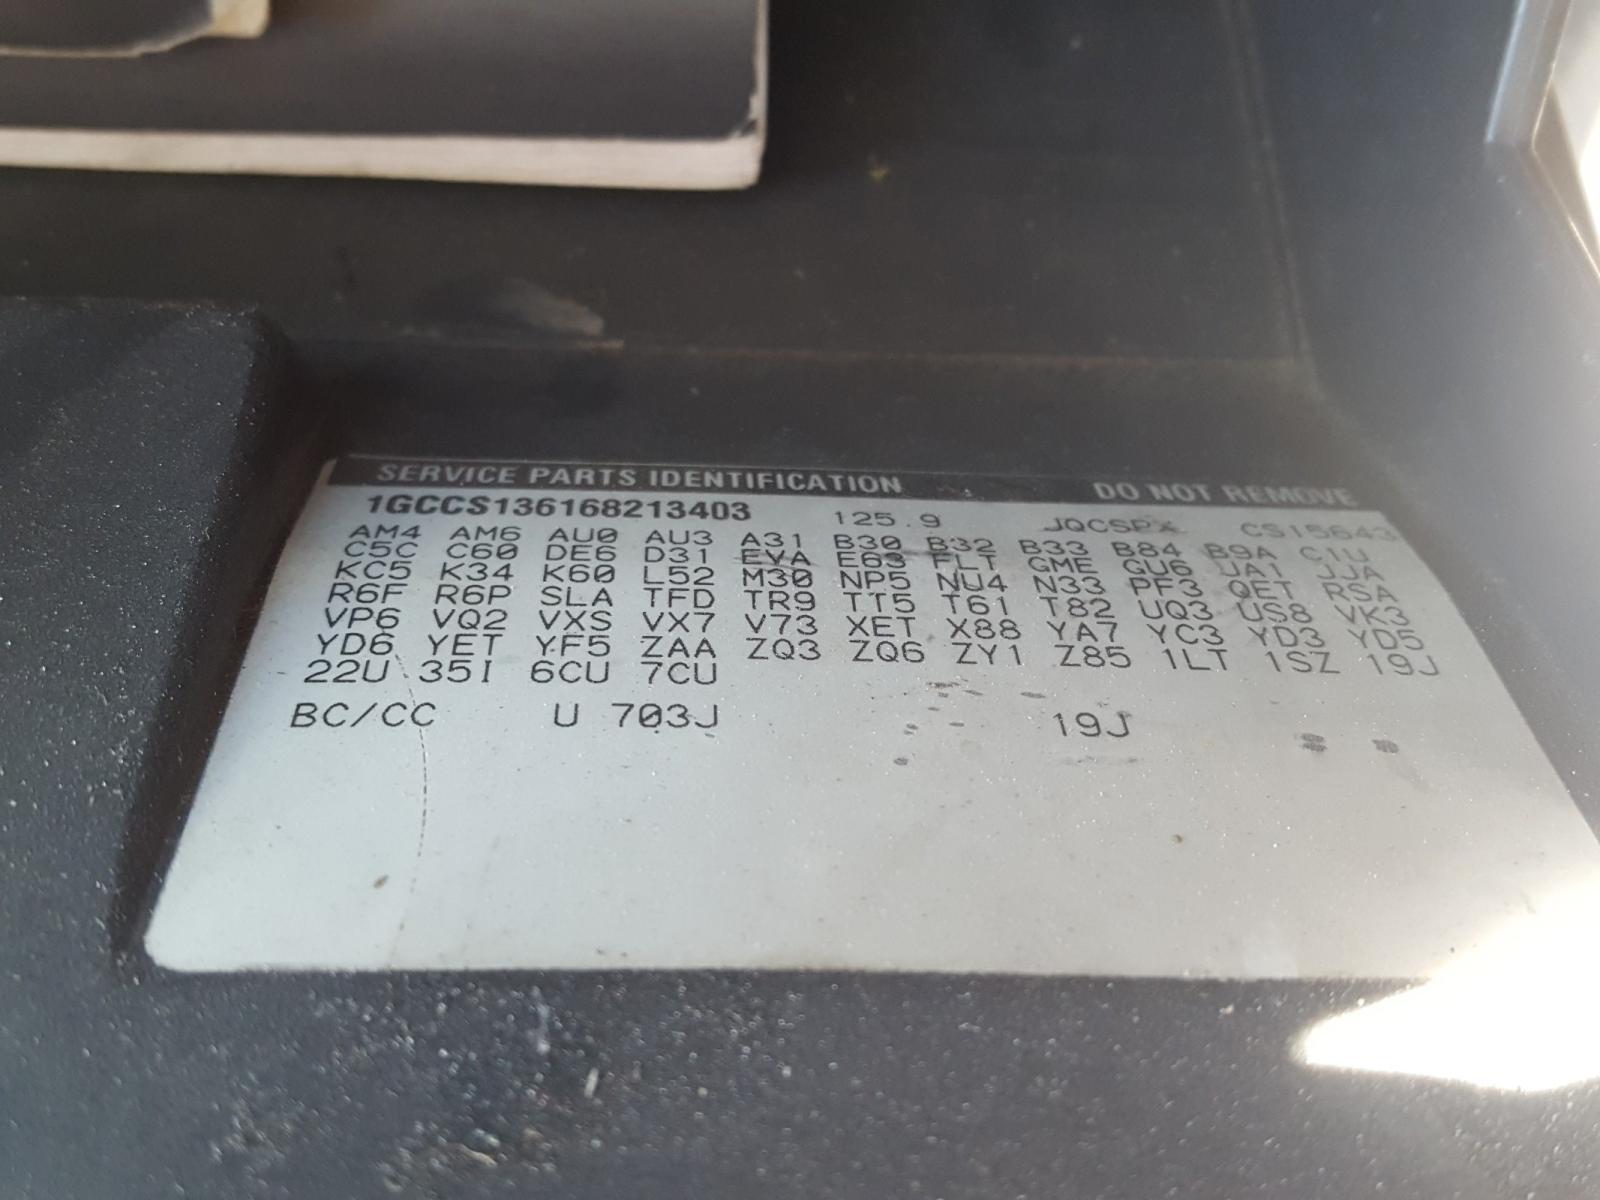 SERVICE PARTS IDENTIFICATION DO NOT REMOVE
1GCCS136168213403 125.9 JQCSPX CS15643
AM4 AM6 AU0 AU3 A31 B30 B32 B33 B84 B9A C1U
C5C C60 DE6 D31 EVA E63 FLT GME GU6 JA1 JJA
KC5 K34 K60 L52 M30 NP5 NU4 N33 PF3 QET RSA
R6F R6P SLA TFD TR9 TT5 T61 T82 UQ3 US8 VK3
VP6 VQ2 VXS VX7 V73 XET X88 YA7 YC3 YD3 YD5
YD6 YET YF5 ZAA ZQ3 ZQ6 ZY1 Z85 1LT 1SZ 19J
22U 35I 6CU 7CU
BC/CC U 703J 19J